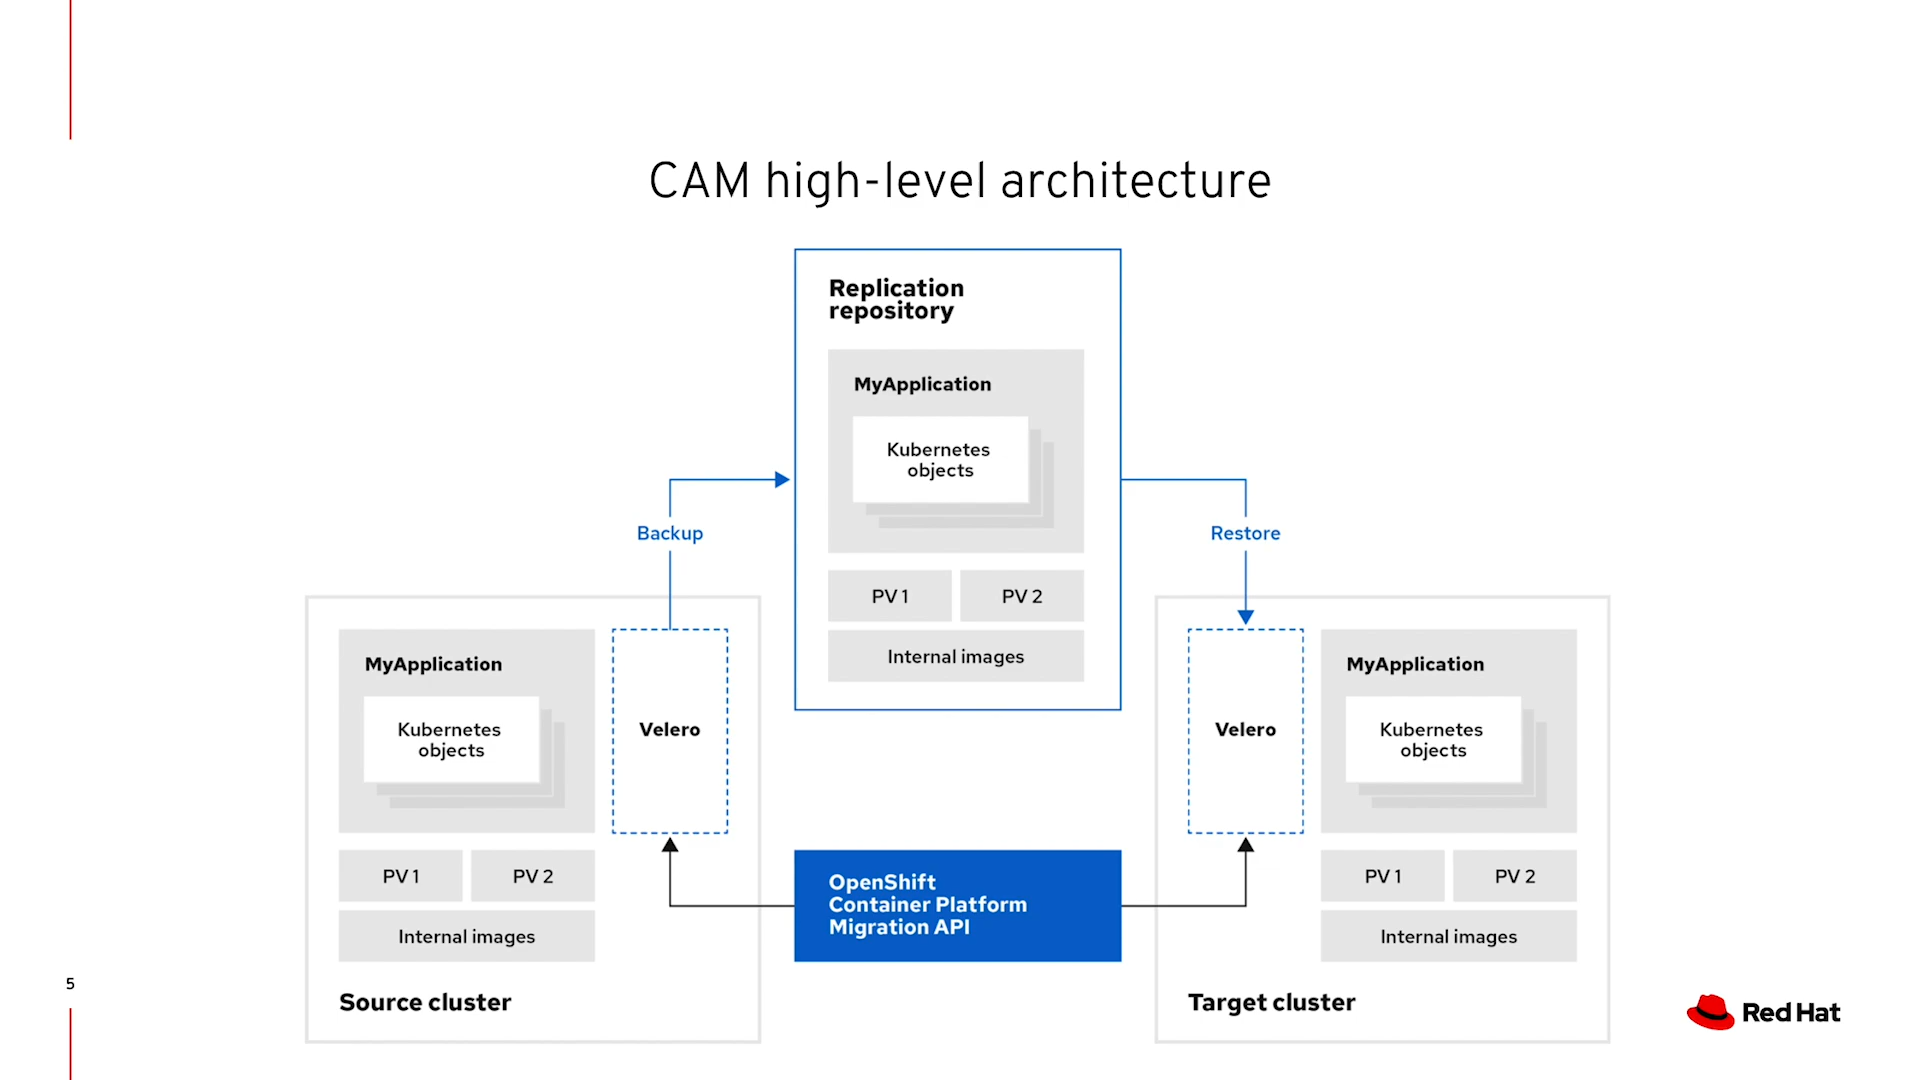 CAM high-level architecture
Replication
repository
MyApplication
Kubernetes
objects
PV 1
PV 2
Internal images
Backup
Restore
MyApplication
Kubernetes
objects
Velero
PV 1
PV 2
Internal images
Source cluster
OpenShift
Container Platform
Migration API
Velero
MyApplication
Kubernetes
objects
PV 1
PV 2
Internal images
Target cluster
5
Red Hat